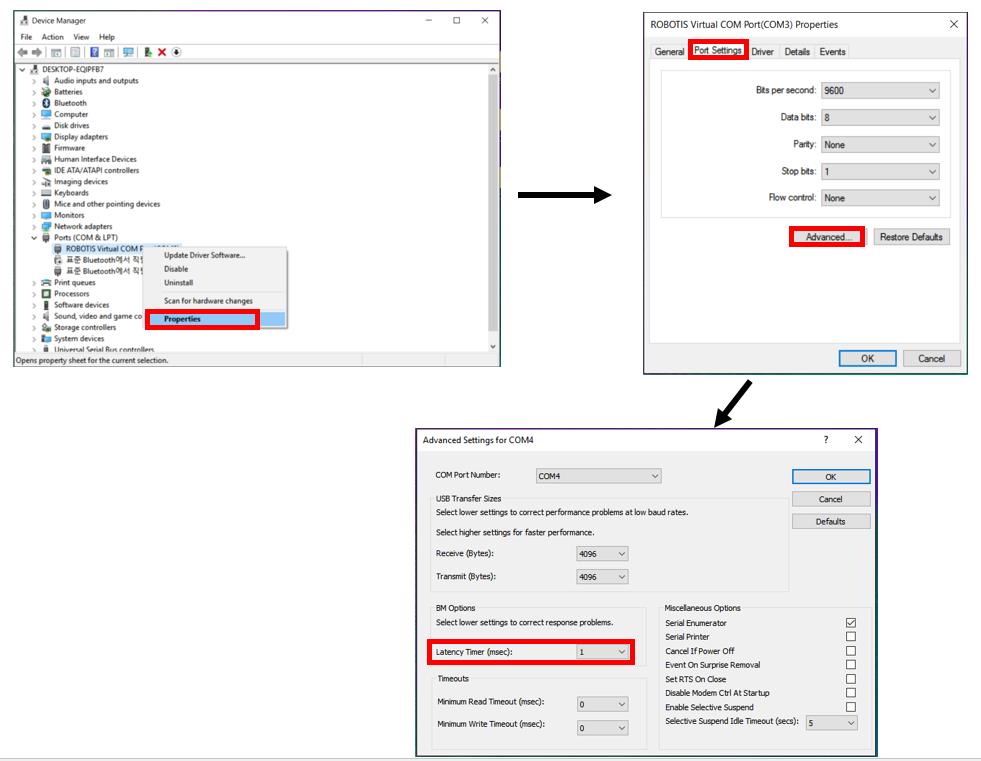 Device Manager
File Action View Help
DESKTOP-EQIPFB7
Audio inputs and outputs
Batteries
Bluetooth
Computer
Disk drives
Display adapters
Firmware
Human Interface Devices
IDE ATA/ATAPI controllers
Imaging devices
Keyboards
Mice and other pointing devices
Monitors
Network adapters
Ports (COM & LPT)
ROBOTIS Virtual COM
표준 Bluetooth에서
표준 Bluetooth에서
Print queues
Processors
Software devices
Sound, video and game co
Storage controllers
System devices
Universal Serial Bus controllers
Update Driver Software...
Disable
Uninstall
Scan for hardware changes
Properties
Opens property sheet for the current selection.
ROBOTIS Virtual COM Port(COM3) Properties
General Port Settings Driver Details Events
Bits per second: 9600
Data bits: 8
Parity: None
Stop bits: 1
Flow control: None
Advanced... Restore Defaults
OK Cancel
Advanced Settings for COM4
?
COM Port Number: COM4
OK
Cancel
Defaults
USB Transfer Sizes
Select lower settings to correct performance problems at low baud rates.
Select higher settings for faster performance.
Receive (Bytes): 4096
Transmit (Bytes): 4096
BM Options
Select lower settings to correct response problems.
Latency Timer (msec): 1
Timeouts
Minimum Read Timeout (msec): 0
Minimum Write Timeout (msec): 0
Miscellaneous Options
Serial Enumerator
Serial Printer
Cancel If Power Off
Event On Surprise Removal
Set RTS On Close
Disable Modem Ctrl At Startup
Enable Selective Suspend
Selective Suspend Idle Timeout (secs): 5